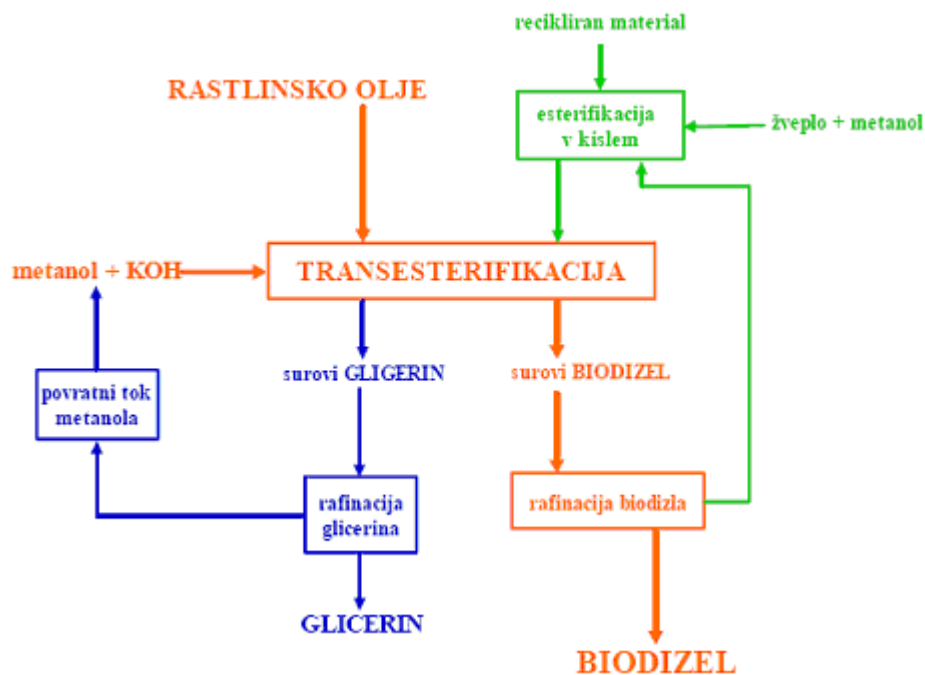 recikliran material
RASTLINSKO OLJE
esterifikacija
v kislem
žveplo + metanol
metanol + KOH
TRANSESTERIFIKACIJA
surovi GLIGERIN
surovi BIODIZEL
povratni tok
metanola
rafinacija
glicerina
rafinacija biodizla
GLICERIN
BIODIZEL